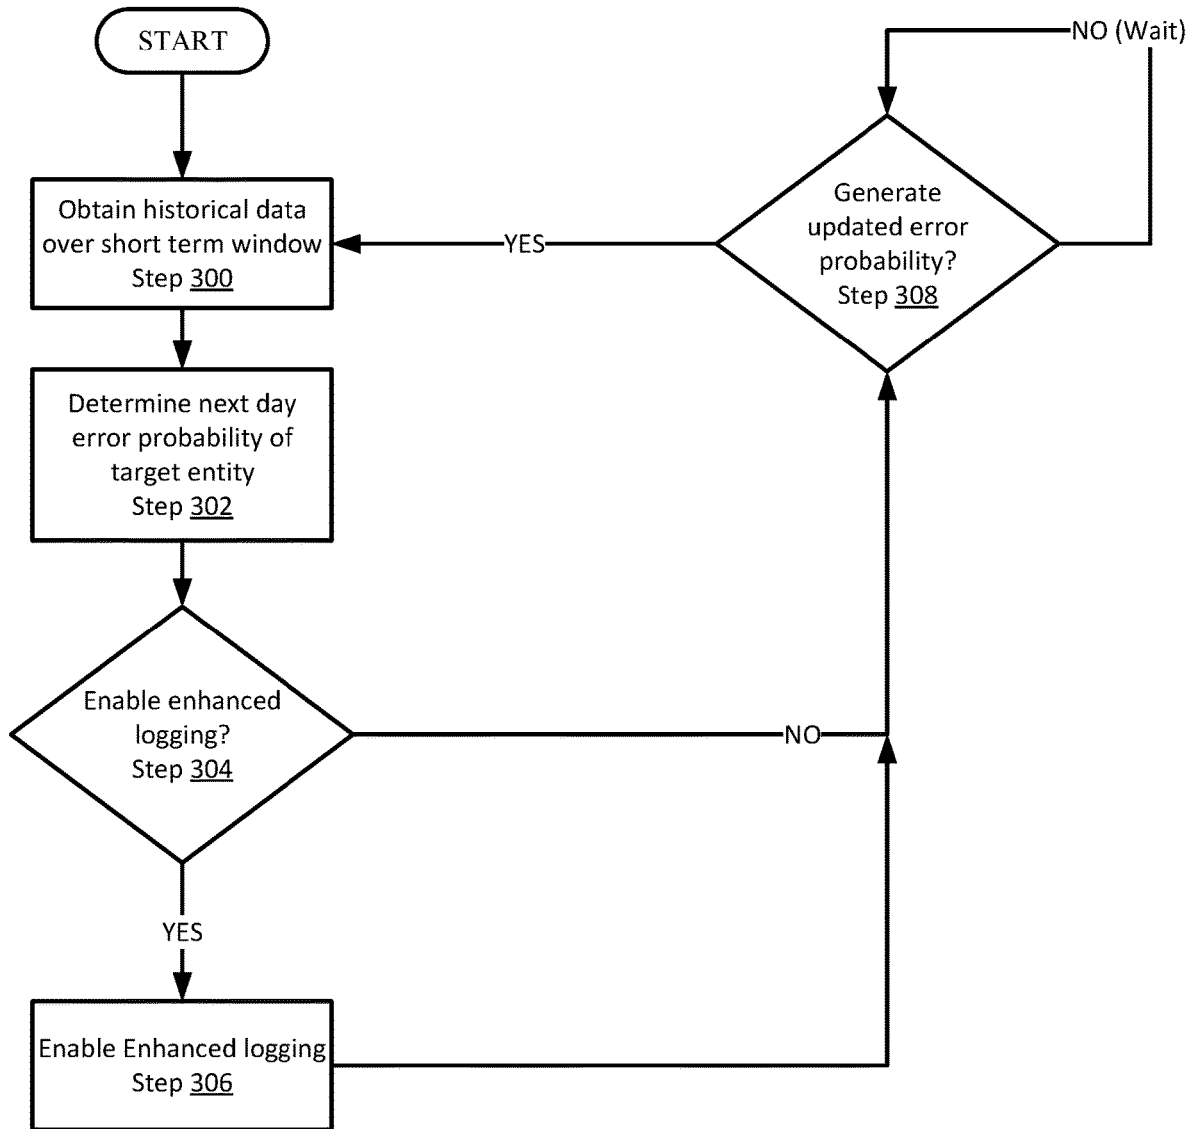 START
NO (Wait)
Obtain historical data
over short term window
Step 300
YES
Generate
updated error
probability?
Step 308
Determine next day
error probability of
target entity
Step 302
Enable enhanced
logging?
Step 304
NO
YES
Enable Enhanced logging
Step 306